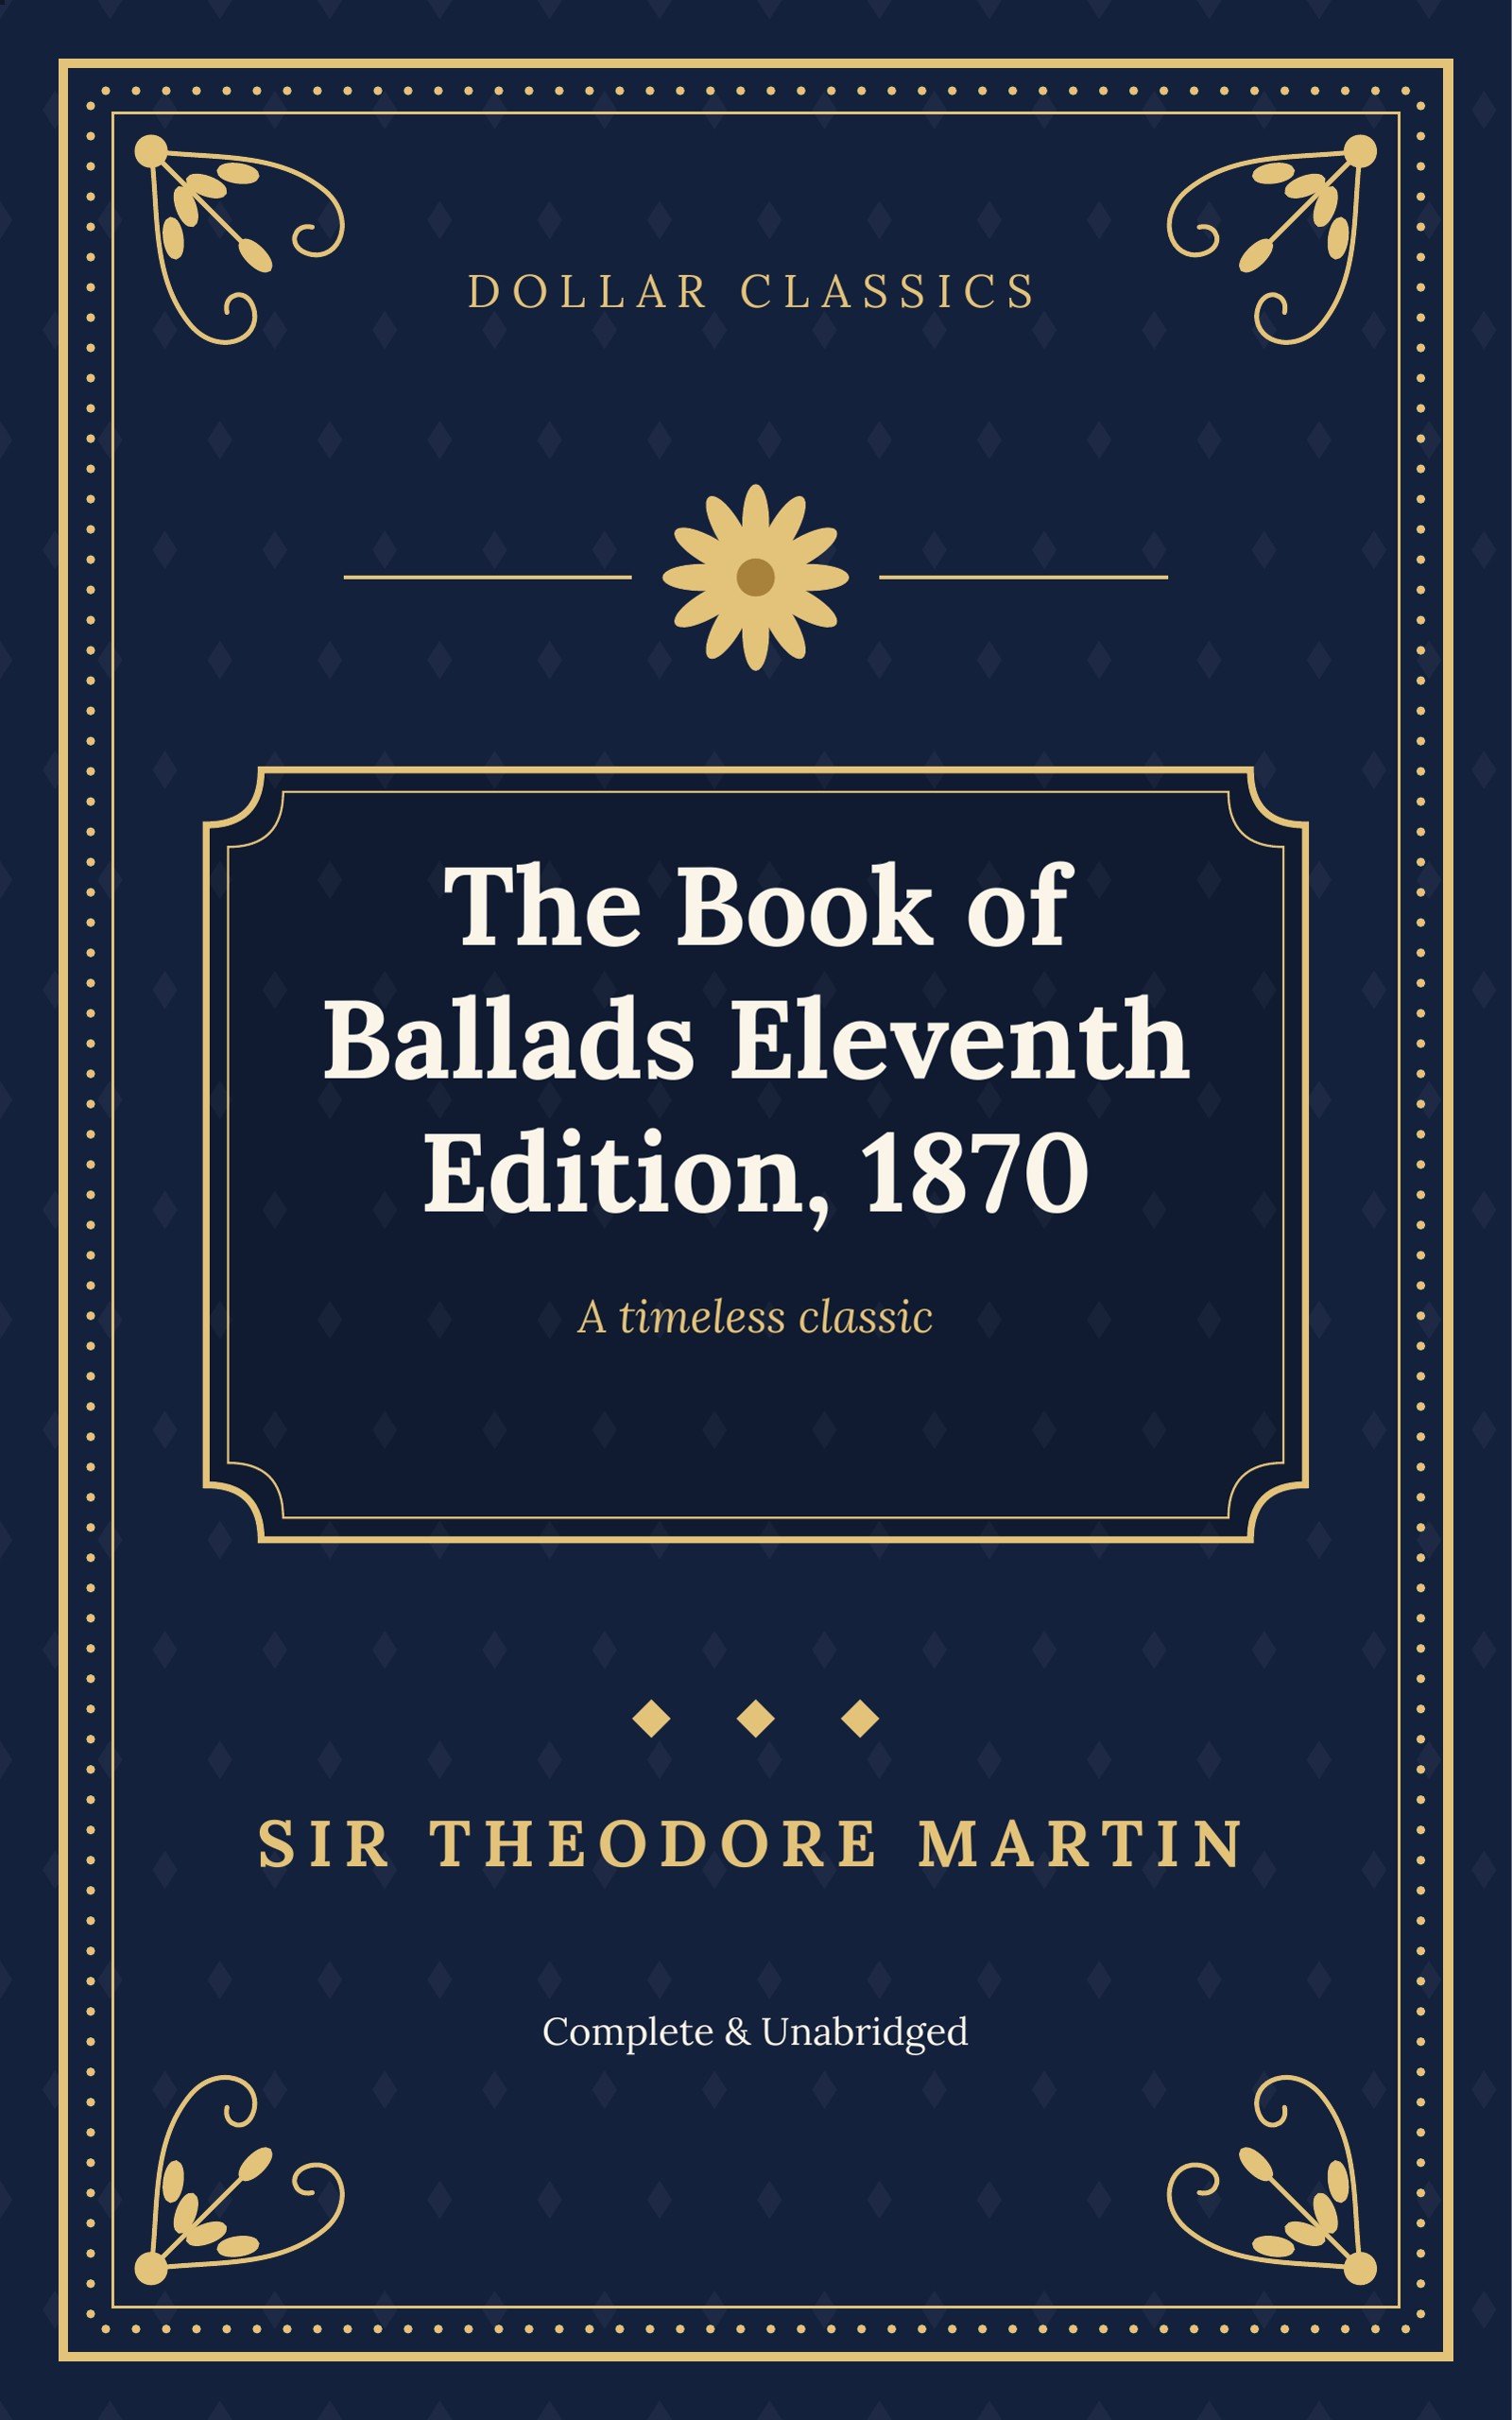 DOLLAR CLASSICS
The Book of
Ballads Eleventh
Edition, 1870
A timeless classic
SIR THEODORE MARTIN
Complete & Unabridged